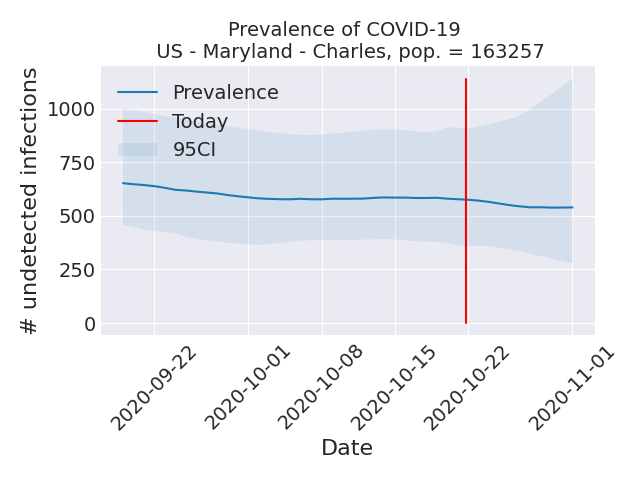 Prevalence of COVID-19
US - Maryland - Charles, pop. = 163257
Prevalence
Today
95CI
# undetected infections
1000
750
500
250
0
2020-09-22
2020-10-01
2020-10-08
2020-10-15
2020-10-22
2020-11-01
Date